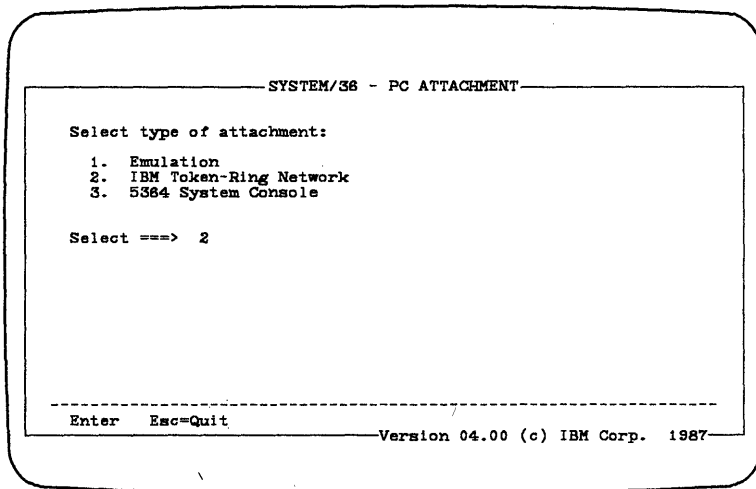 SYSTEM/36 - PC ATTACHMENT
Select type of attachment:
1. Emulation
2. IBM Token-Ring Network
3. 5364 System Console
Select ===> 2
Enter Esc=Quit
Version 04.00 (c) IBM Corp. 1987